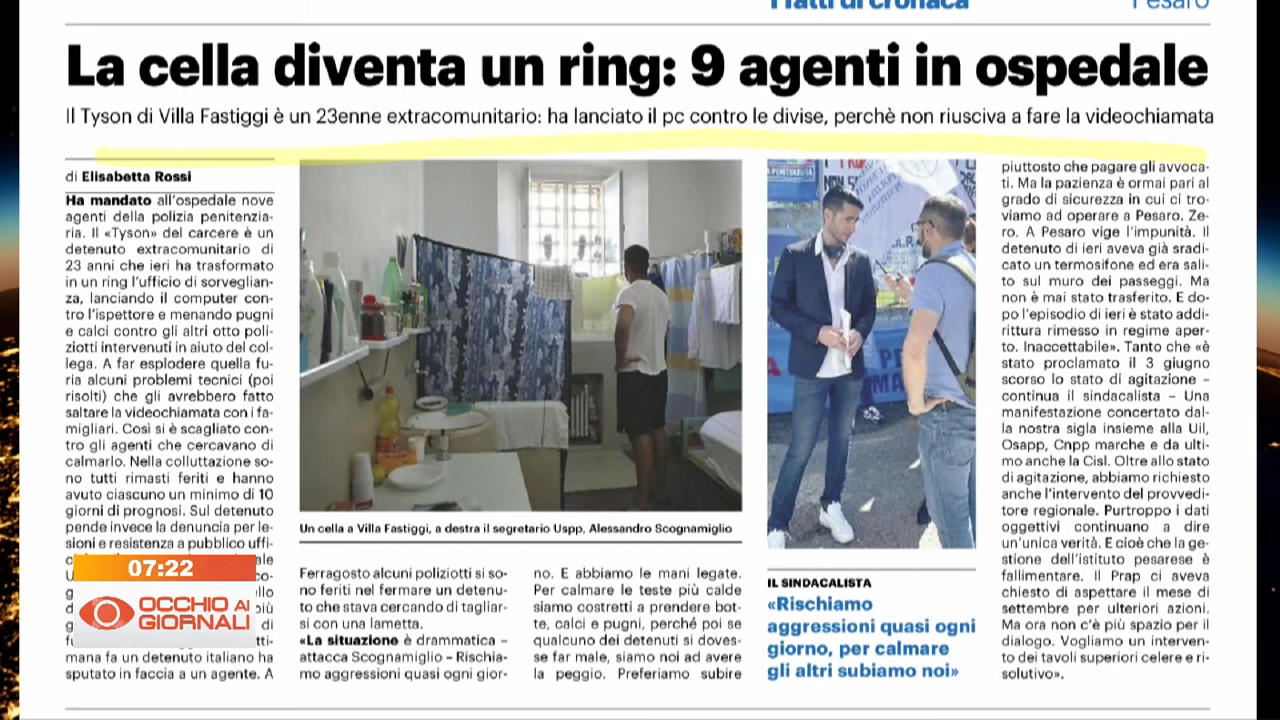 I fatti di cronaca
Pesaro
La cella diventa un ring: 9 agenti in ospedale
Il Tyson di Villa Fastiggi è un 23enne extracomunitario: ha lanciato il pc contro le divise, perchè non riusciva a fare la videochiamata
di Elisabetta Rossi
Ha mandato all'ospedale nove
agenti della polizia penitenzia-
ria. Il «Tyson» del carcere è un
detenuto extracomunitario di
23 anni che ieri ha trasformato
in un ring l'ufficio di sorveglian-
za, lanciando il computer con-
tro l'ispettore e menando pugni
e calci contro gli altri otto poli-
ziotti intervenuti in aiuto del col-
lega. A far esplodere quella fu-
ria alcuni problemi tecnici (poi
risolti) che gli avrebbero fatto
saltare la videochiamata con i fa-
migliari. Così si è scagliato con-
tro gli agenti che cercavano di
calmarlo. Nella colluttazione so-
no tutti rimasti feriti e hanno
avuto ciascuno un minimo di 10
giorni di prognosi. Sul detenuto
pende invece la denuncia per le-
sioni e resistenza a pubblico uffi-
07:22
OCCHIO AI
GIORNALI
mana fa un detenuto italiano ha
sputato in faccia a un agente. A
Un cella a Villa Fastiggi, a destra il segretario Uspp, Alessandro Scognamiglio
Ferragosto alcuni poliziotti si so-
no feriti nel fermare un detenu-
to che stava cercando di tagliar-
si con una lametta.
«La situazione è drammatica –
attacca Scognamiglio – Rischia-
mo aggressioni quasi ogni gior-
no. E abbiamo le mani legate.
Per calmare le teste più calde
siamo costretti a prendere bot-
te, calci e pugni, perché poi se
qualcuno dei detenuti si doves-
se far male, siamo noi ad avere
la peggio. Preferiamo subire
IL SINDACALISTA
«Rischiamo
aggressioni quasi ogni
giorno, per calmare
gli altri subiamo noi»
piuttosto che pagare gli avvoca-
ti. Ma la pazienza è ormai pari al
grado di sicurezza in cui ci tro-
viamo ad operare a Pesaro. Ze-
ro. A Pesaro vige l'impunità. Il
detenuto di ieri aveva già sradi-
cato un termosifone ed era sali-
to sul muro dei passeggi. Ma
non è mai stato trasferito. E do-
po l'episodio di ieri è stato addi-
rittura rimesso in regime aper-
to. Inaccettabile». Tanto che «è
stato proclamato il 3 giugno
scorso lo stato di agitazione –
continua il sindacalista – Una
manifestazione concertato dal-
la nostra sigla insieme alla Uil,
Osapp, Cnpp marche e da ulti-
mo anche la Cisl. Oltre allo stato
di agitazione, abbiamo richiesto
anche l'intervento del provvedi-
tore regionale. Purtroppo i dati
oggettivi continuano a dire
un'unica verità. E cioè che la ge-
stione dell'istituto pesarese è
fallimentare. Il Prap ci aveva
chiesto di aspettare il mese di
settembre per ulteriori azioni.
Ma ora non c'è più spazio per il
dialogo. Vogliamo un interven-
to dei tavoli superiori celere e ri-
solutivo».